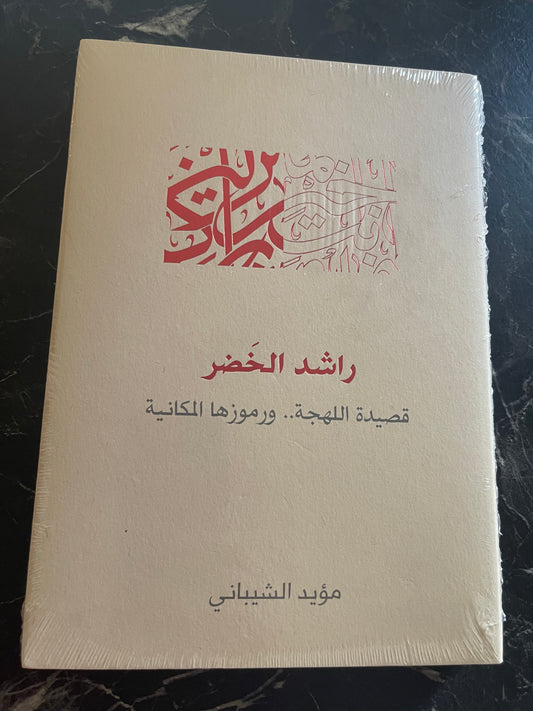 راشد الخَضر
قصيدة اللهجة.. ورموزها المكانية
مؤيد الشيباني